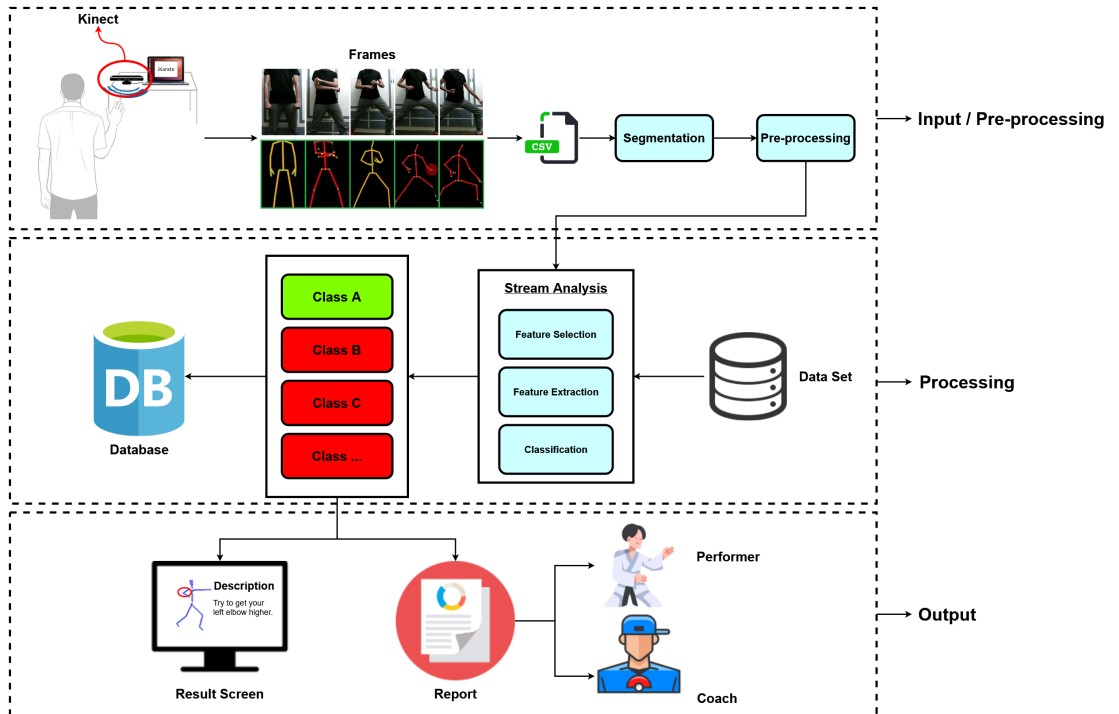 Kinect
iKarate
Frames
CSV
Segmentation
Pre-processing
Input / Pre-processing
Stream Analysis
Feature Selection
Feature Extraction
Classification
Class A
Class B
Class C
Class ...
DB
Database
Data Set
Processing
Description
Try to get your
left elbow higher.
Result Screen
Report
Performer
Coach
Output